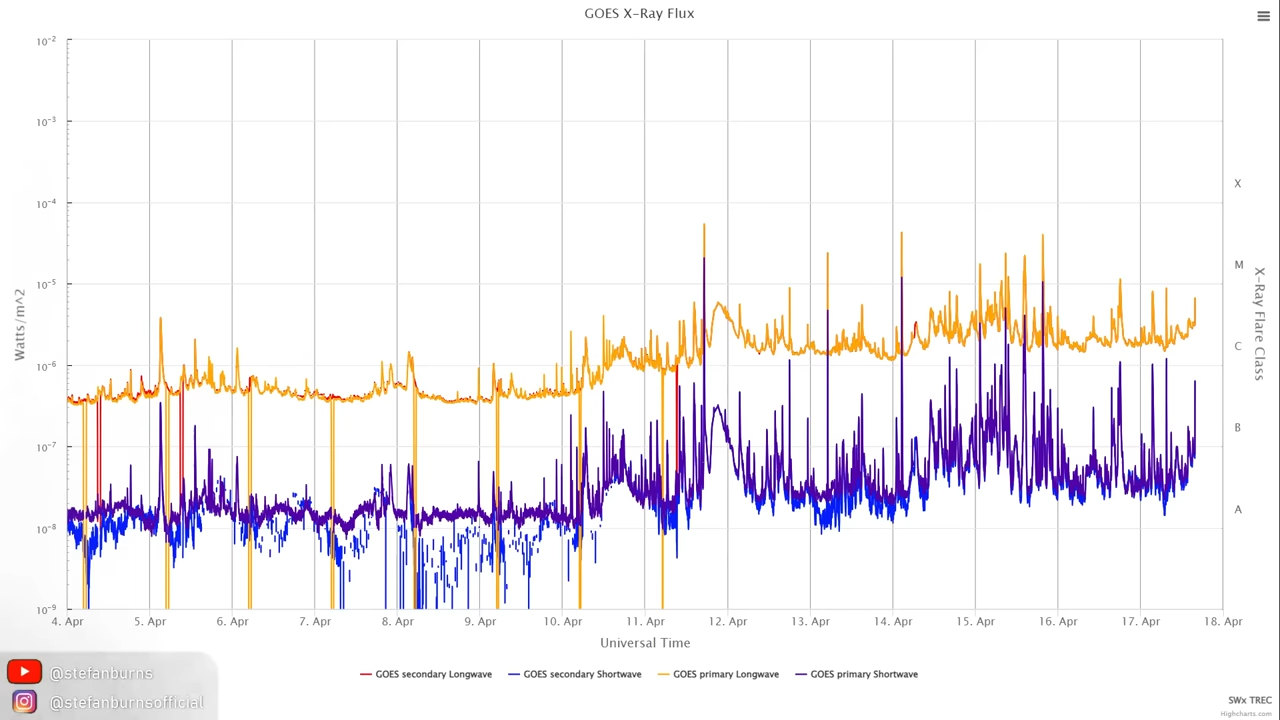 GOES X-Ray Flux
10-2
10-3
10-4
10-5
10-6
10-7
10-8
10-9
Watts/m^2
X
M
C
B
A
X-Ray Flare Class
4. Apr 5. Apr 6. Apr 7. Apr 8. Apr 9. Apr 10. Apr 11. Apr 12. Apr 13. Apr 14. Apr 15. Apr 16. Apr 17. Apr 18. Apr
Universal Time
GOES secondary Longwave GOES secondary Shortwave GOES primary Longwave GOES primary Shortwave
@stefanburns
@stefanburnsofficial
SWx TREC
Highcharts.com